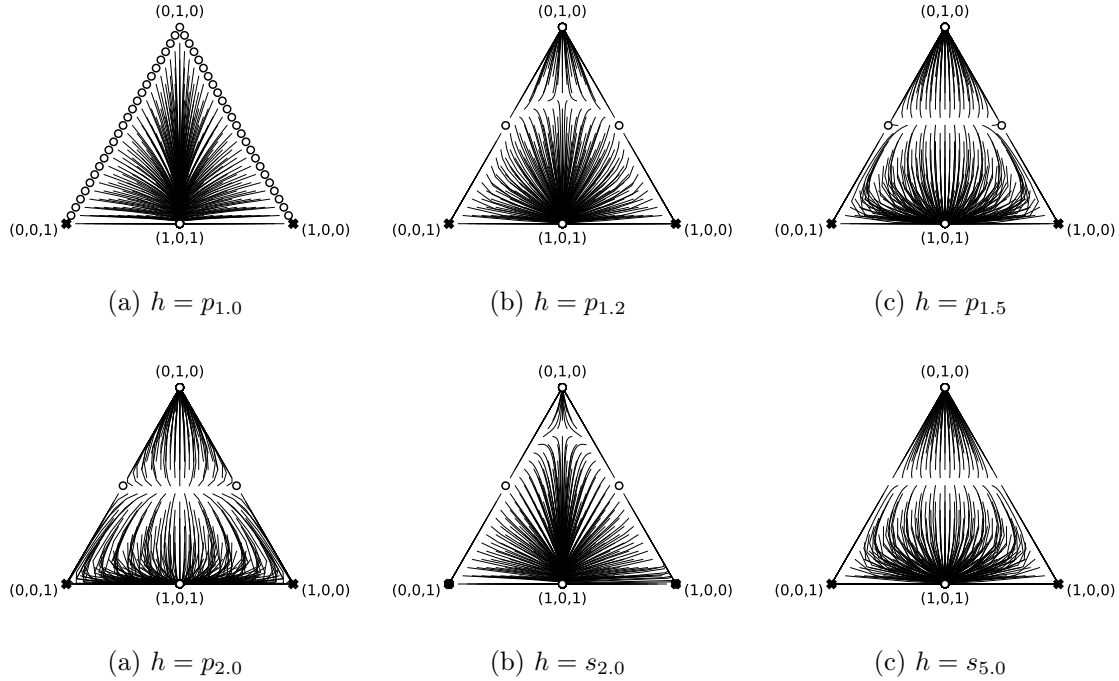 (0,1,0) (0,1,0) (0,1,0)
(0,0,1) (1,0,0) (0,0,1) (1,0,0) (0,0,1) (1,0,0)
(1,0,1) (1,0,1) (1,0,1)
(a) h = p1.0 (b) h = p1.2 (c) h = p1.5
(0,1,0) (0,1,0) (0,1,0)
(0,0,1) (1,0,0) (0,0,1) (1,0,0) (0,0,1) (1,0,0)
(1,0,1) (1,0,1) (1,0,1)
(a) h = p2.0 (b) h = s2.0 (c) h = s5.0